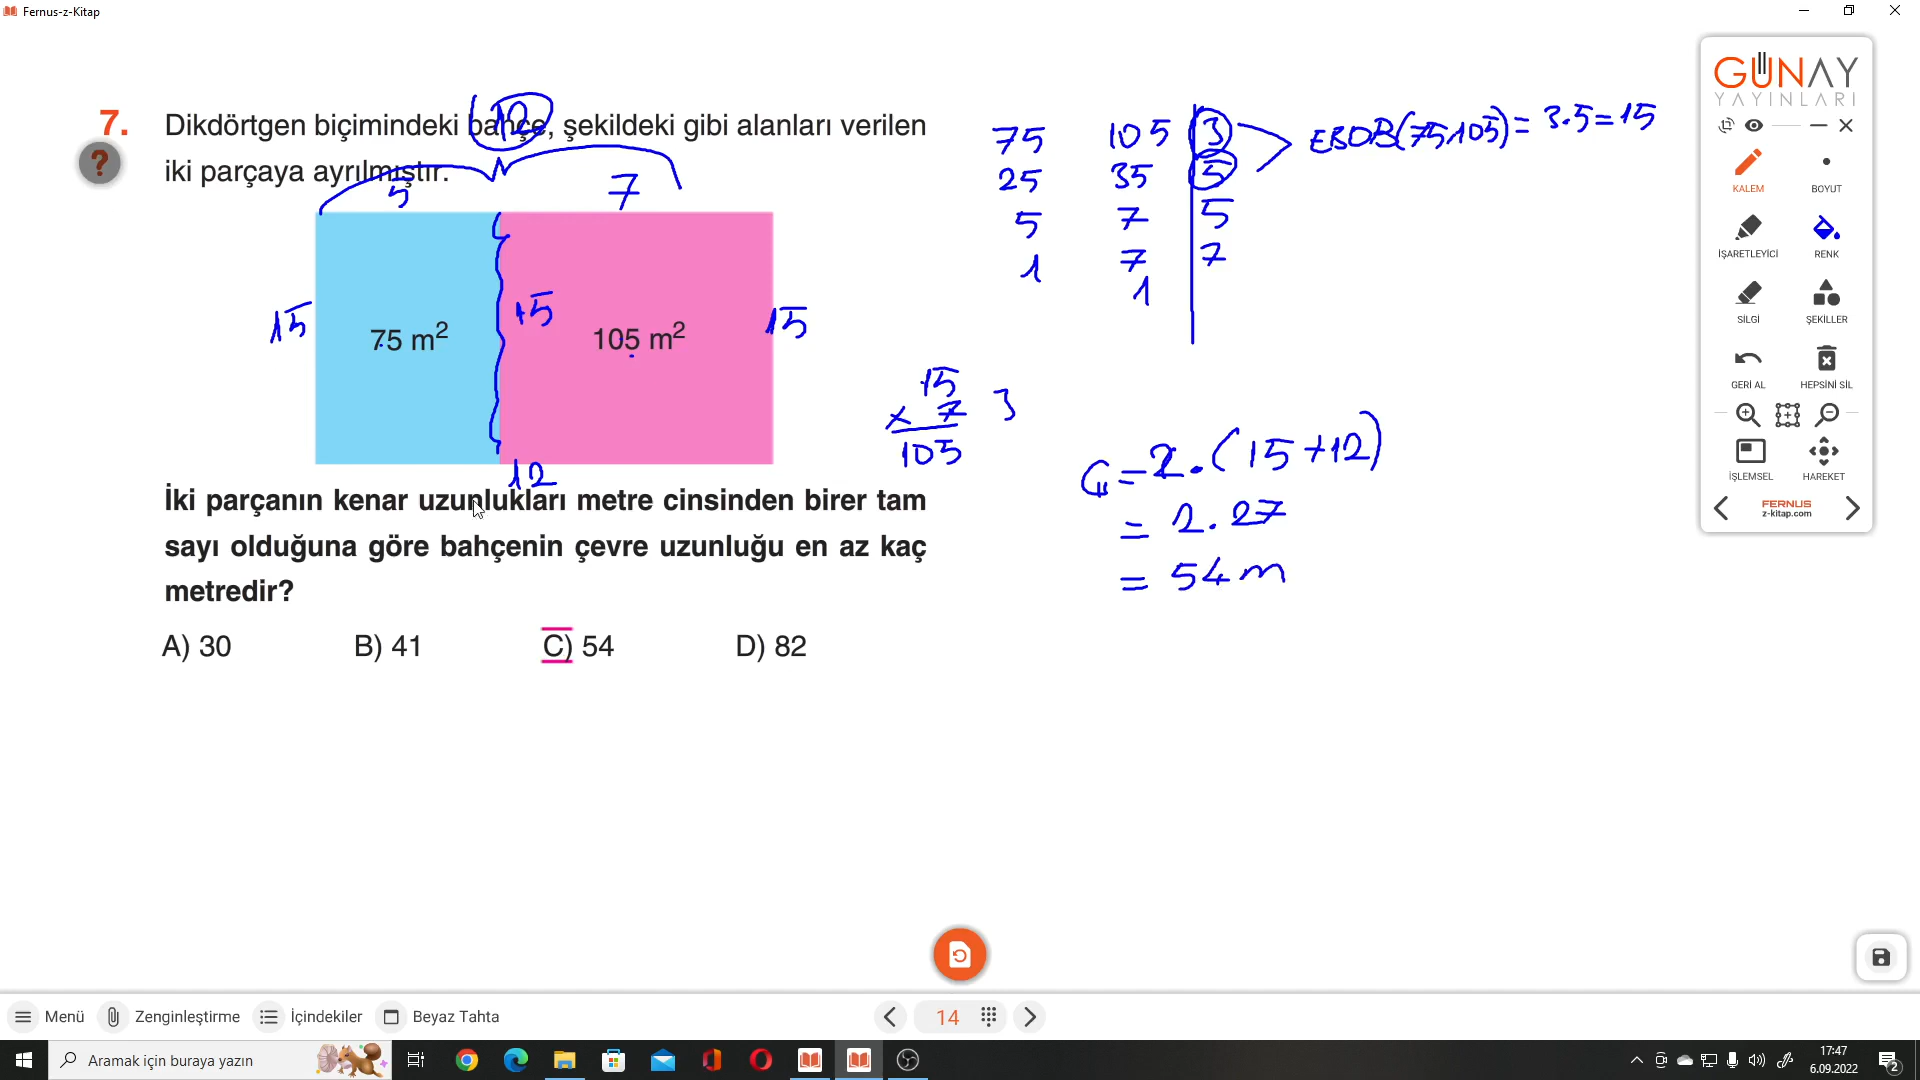 Fernus-z-Kitap
7. Dikdörtgen biçimindeki bahçe, şekildeki gibi alanları verilen
iki parçaya ayrılmıştır.
12
5
7
15
75 m²
15
105 m²
15
12
İki parçanın kenar uzunlukları metre cinsinden birer tam
sayı olduğuna göre bahçenin çevre uzunluğu en az kaç
metredir?
A) 30
B) 41
C) 54
D) 82
75 105 3
25 35 5
5 7 5
1 7 7
1
EBOB(75,105) = 3.5 = 15
15
x 7
105
3
Ç = 2.(15+12)
= 2.27
= 54 m
GÜNAY
YAYINLARI
KALEM
BOYUT
İŞARETLEYİCİ
RENK
SİLGİ
ŞEKİLLER
GERİ AL
HEPSİNİ SİL
İŞLEMSEL
HAREKET
FERNUS
z-kitap.com
Menü
Zenginleştirme
İçindekiler
Beyaz Tahta
14
Aramak için buraya yazın
17:47
6.09.2022
2